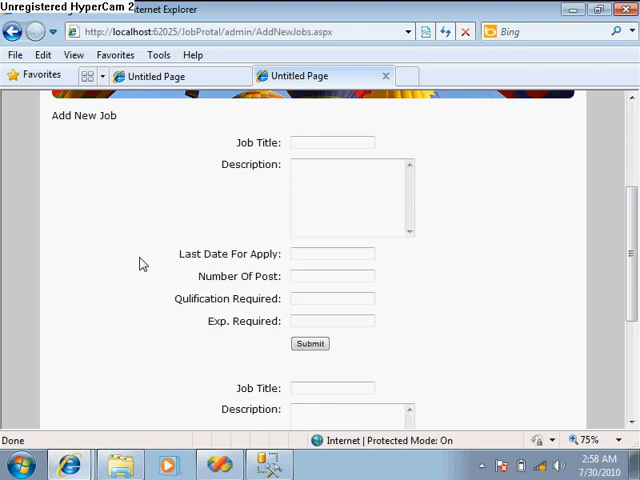 Unregistered HyperCam 2
nternet Explorer
http://localhost:62025/JobProtal/admin/AddNewJobs.aspx
Bing
File Edit View Favorites Tools Help
Favorites
Untitled Page
Untitled Page
Add New Job
Job Title:
Description:
Last Date For Apply:
Number Of Post:
Qulification Required:
Exp. Required:
Submit
Job Title:
Description:
Done
Internet | Protected Mode: On
75%
2:58 AM
7/30/2010